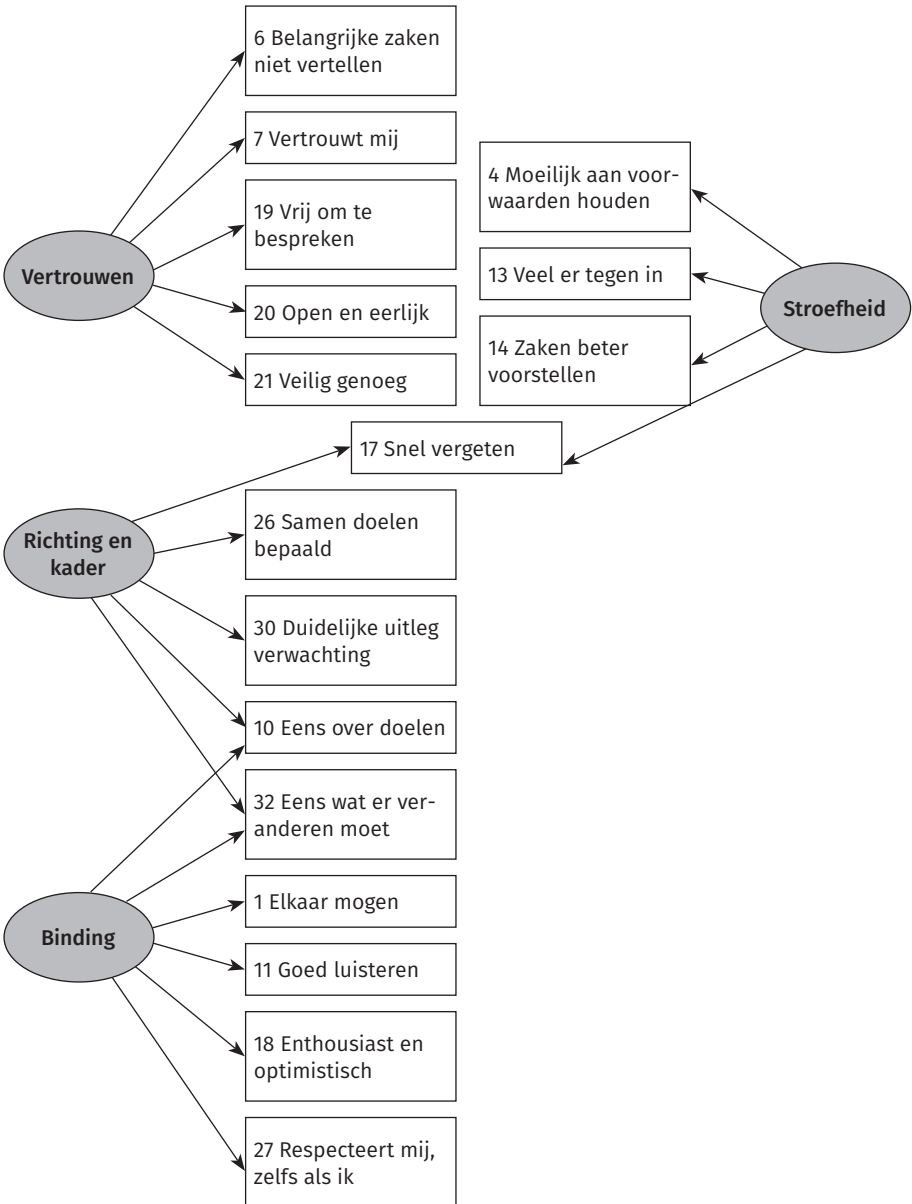 6 Belangrijke zaken
niet vertellen
7 Vertrouwt mij
19 Vrij om te
bespreken
Vertrouwen
20 Open en eerlijk
21 Veilig genoeg
4 Moeilijk aan voor-
waarden houden
13 Veel er tegen in
Stroefheid
14 Zaken beter
voorstellen
17 Snel vergeten
Richting en
kader
26 Samen doelen
bepaald
30 Duidelijke uitleg
verwachting
10 Eens over doelen
32 Eens wat er ver-
anderen moet
Binding
1 Elkaar mogen
11 Goed luisteren
18 Enthousiast en
optimistisch
27 Respecteert mij,
zelfs als ik